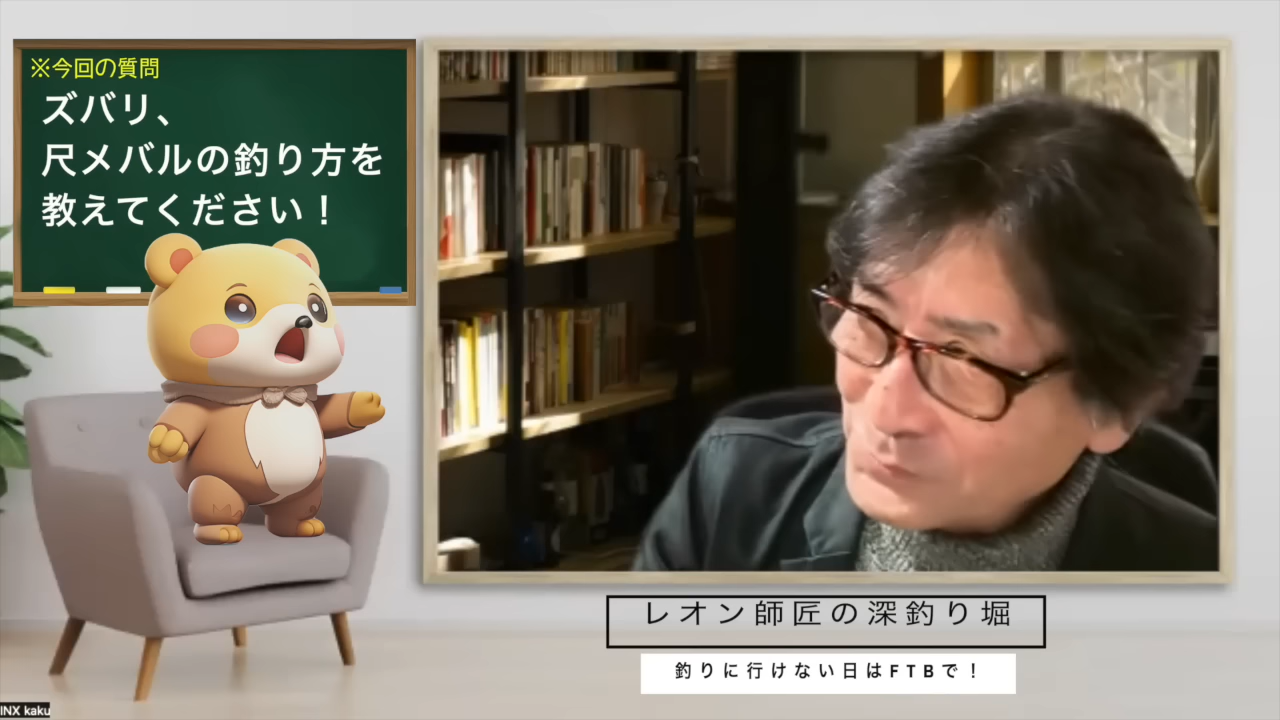 ※今回の質問
ズバリ、
尺メバルの釣り方を
教えてください！
レオン師匠の深釣り堀
釣りに行けない日はFTBで！
INX kaku